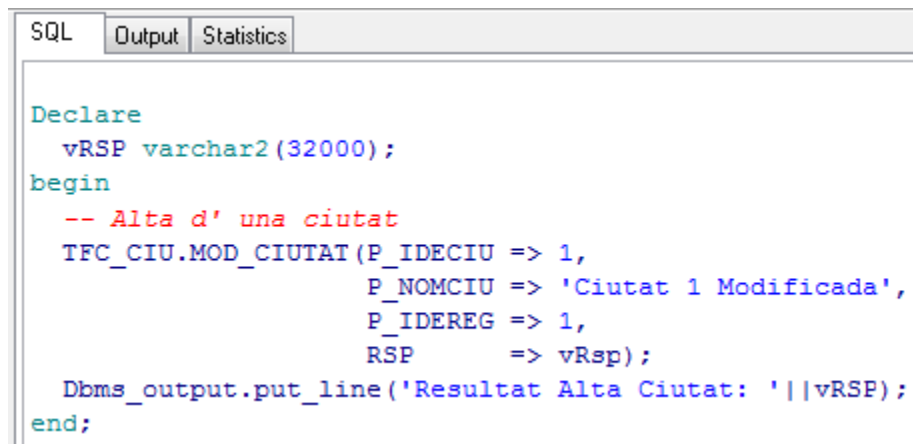 SQL Output Statistics
Declare
  vRSP varchar2(32000);
begin
  -- Alta d' una ciutat
  TFC_CIU.MOD_CIUTAT(P_IDECIU => 1,
                     P_NOMCIU => 'Ciutat 1 Modificada',
                     P_IDEREG => 1,
                     RSP      => vRsp);
  Dbms_output.put_line('Resultat Alta Ciutat: '||vRSP);
end;